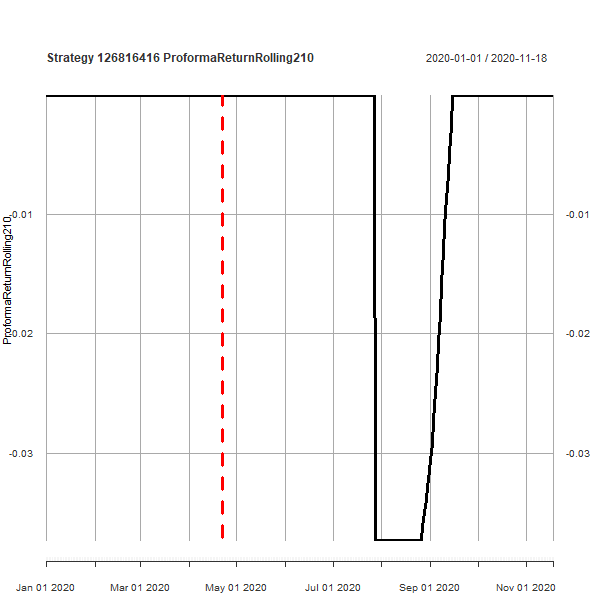 Strategy 126816416 ProformaReturnRolling210
2020-01-01 / 2020-11-18
ProformaReturnRolling210
-0.01
-0.01
-0.02
-0.02
-0.03
-0.03
Jan 01 2020
Mar 01 2020
May 01 2020
Jul 01 2020
Sep 01 2020
Nov 01 2020